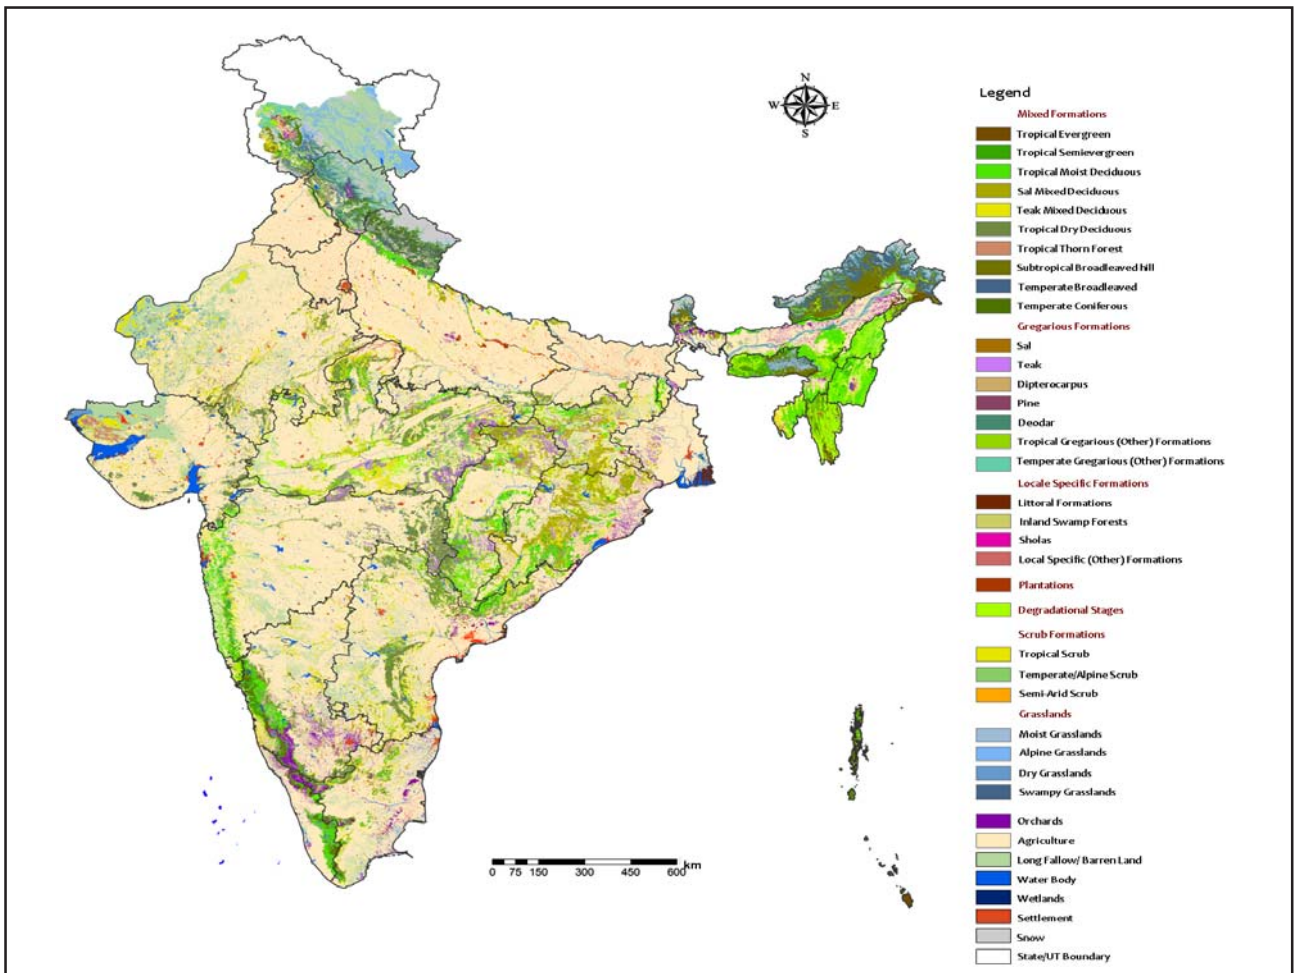 N
W E
S
Legend
Mixed Formations
Tropical Evergreen
Tropical Semievergreen
Tropical Moist Deciduous
Sal Mixed Deciduous
Teak Mixed Deciduous
Tropical Dry Deciduous
Tropical Thorn Forest
Subtropical Broadleaved hill
Temperate Broadleaved
Temperate Coniferous
Gregarious Formations
Sal
Teak
Dipterocarpus
Pine
Deodar
Tropical Gregarious (Other) Formations
Temperate Gregarious (Other) Formations
Locale Specific Formations
Littoral Formations
Inland Swamp Forests
Sholas
Local Specific (Other) Formations
Plantations
Degradational Stages
Scrub Formations
Tropical Scrub
Temperate/Alpine Scrub
Semi-Arid Scrub
Grasslands
Moist Grasslands
Alpine Grasslands
Dry Grasslands
Swampy Grasslands
Orchards
Agriculture
Long Fallow/ Barren Land
Water Body
Wetlands
Settlement
Snow
State/UT Boundary
km
0 75 150 300 450 600